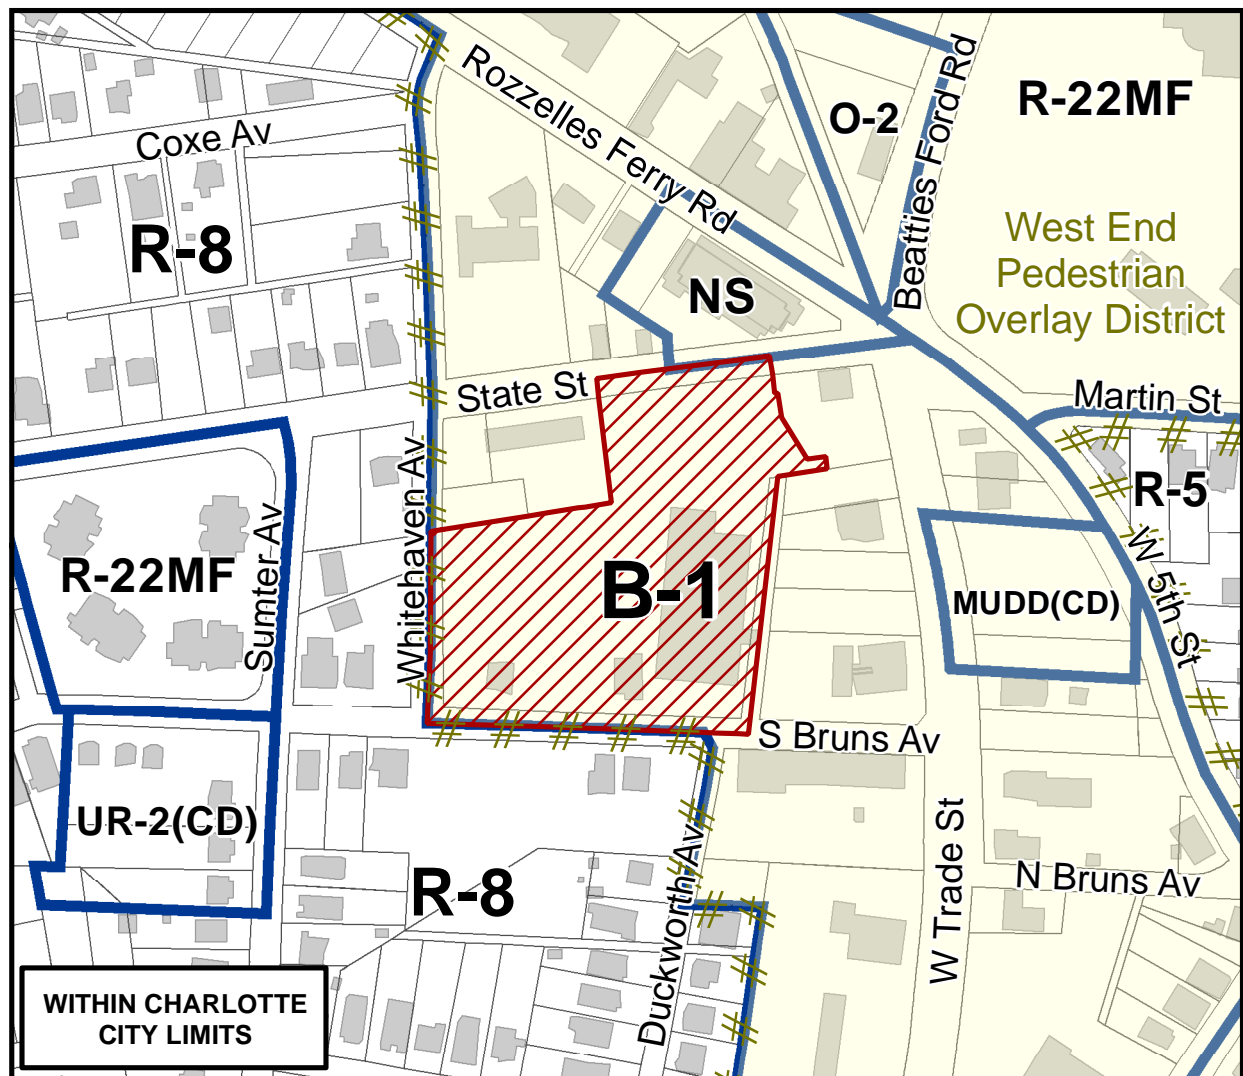 Rozzelles Ferry Rd
Coxe Av
O-2
Beatties Ford Rd
R-22MF
R-8
West End
Pedestrian
Overlay District
NS
State St
Martin St
Whitehaven Av
R-5
Sumter Av
R-22MF
B-1
MUDD(CD)
W 5th St
S Bruns Av
UR-2(CD)
R-8
Duckworth Av
W Trade St
N Bruns Av
WITHIN CHARLOTTE
CITY LIMITS